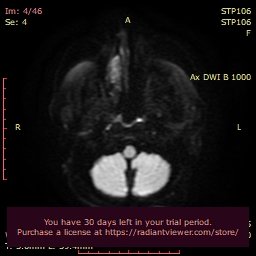 Im: 4/46
Se: 4
A
STP106
STP106
F
Ax DWI B 1000
R
L
You have 30 days left in your trial period.
Purchase a license at https://radiantviewer.com/store/